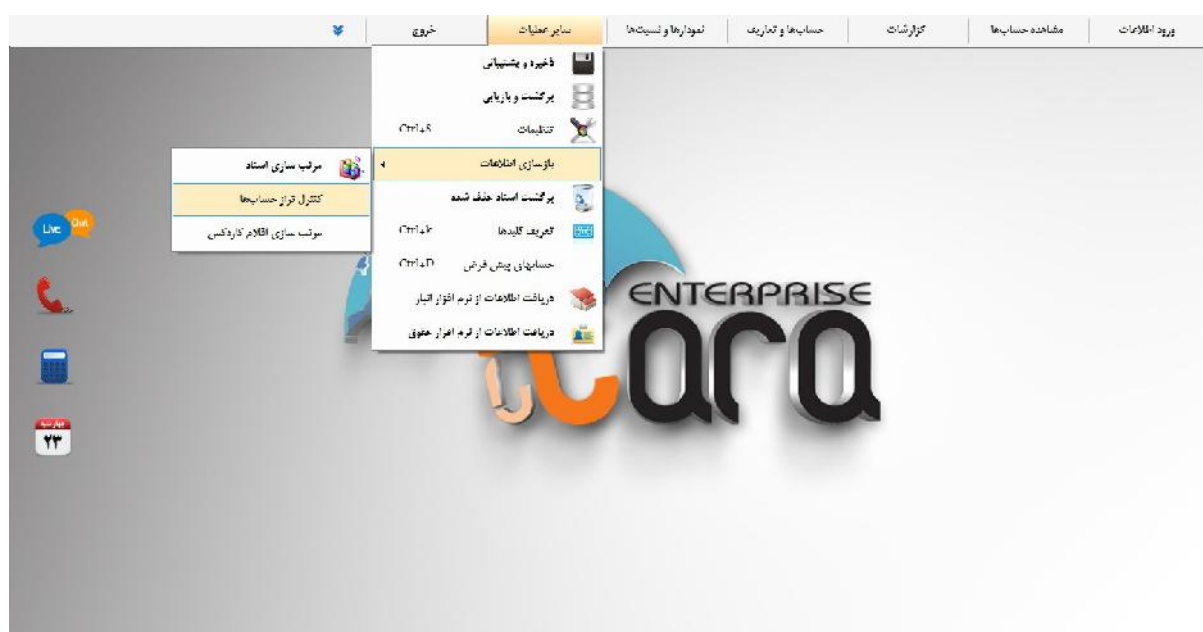 ورود اطلاعات
مشاهده حساب‌ها
گزارشات
حساب‌ها و تعاریف
نمودارها و نسبت‌ها
سایر عملیات
خروج
ذخیره و پشتیبانی
برگشت و بازیابی
تنظیمات Ctrl+S
بازسازی اطلاعات
برگشت اسناد حذف شده
تعریف کلیدها Ctrl+k
حسابهای پیش فرض Ctrl+D
دریافت اطلاعات از نرم افزار انبار
دریافت اطلاعات از نرم افزار حقوق
مرتب سازی اسناد
کنترل تراز حساب‌ها
مرتب سازی اقلام کاردکس
Live Chat
ENTERPRISE
Tara
چهارشنبه
۲۳